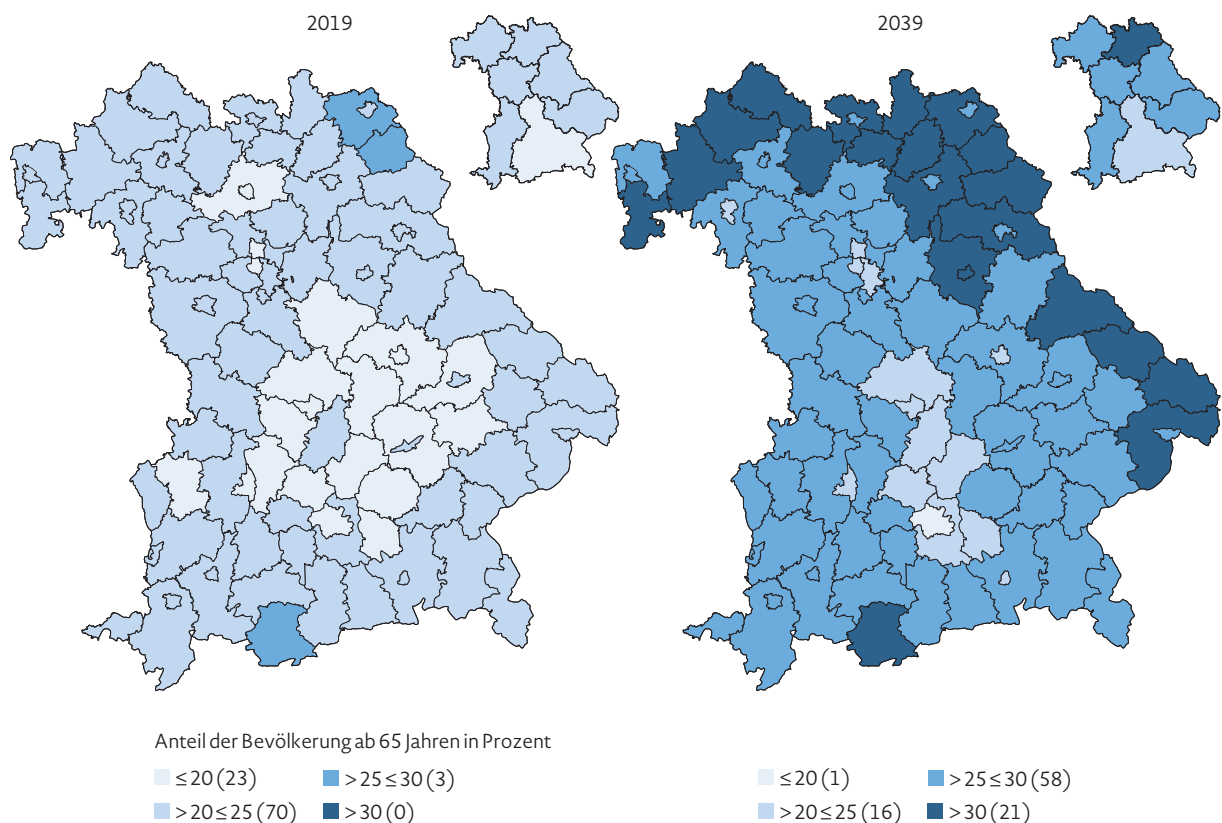 2019
2039
Anteil der Bevölkerung ab 65 Jahren in Prozent
≤ 20 (23)
> 25 ≤ 30 (3)
≤ 20 (1)
> 25 ≤ 30 (58)
> 20 ≤ 25 (70)
> 30 (0)
> 20 ≤ 25 (16)
> 30 (21)